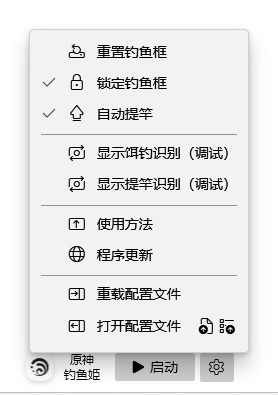 重置钓鱼框
锁定钓鱼框
自动提竿
显示饵钓识别（调试）
显示提竿识别（调试）
使用方法
程序更新
重载配置文件
打开配置文件
原神
钓鱼姬
启动